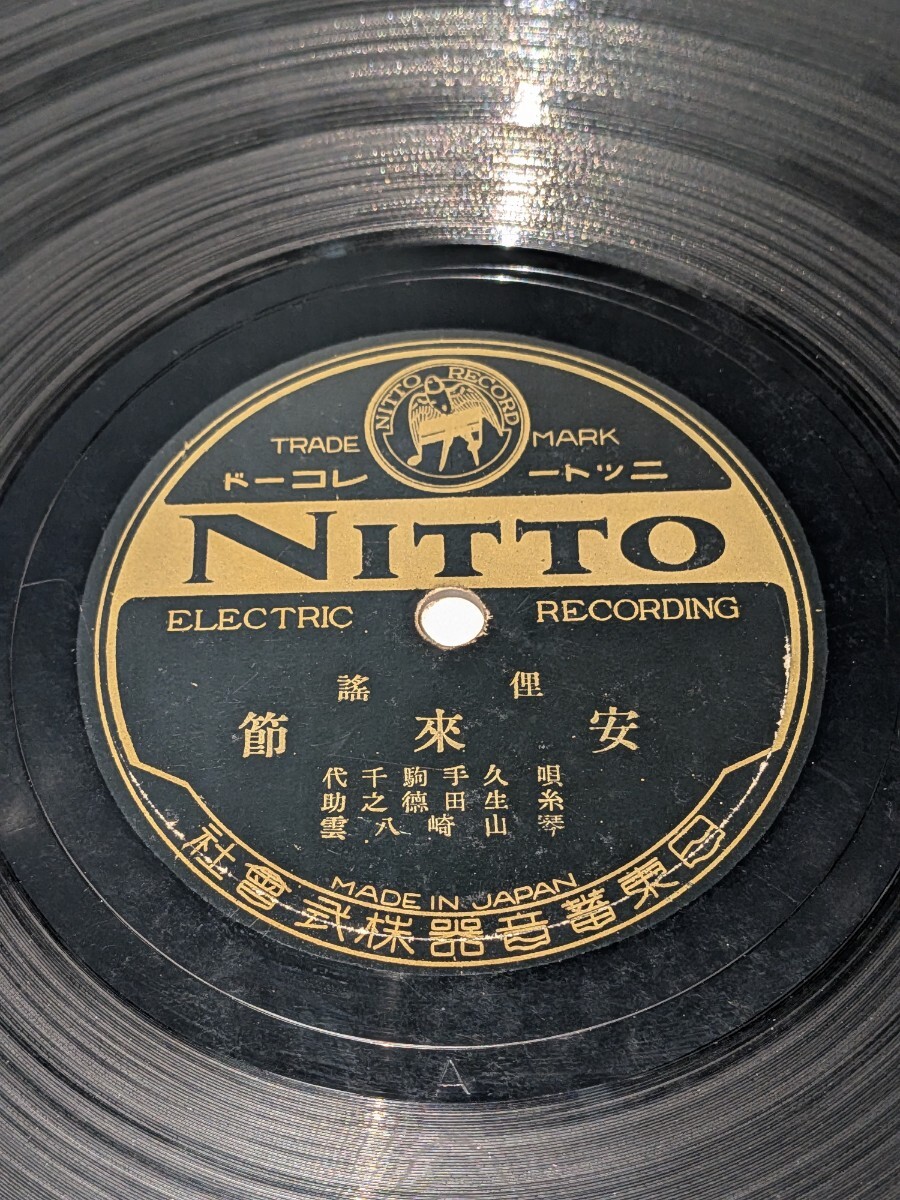 NITTO RECORD
TRADE MARK
ニットーレコード
NITTO
ELECTRIC RECORDING
俚謠
安來節
唄 久手駒千代
糸 生田德之助
琴 山崎八雲
MADE IN JAPAN
日東蓄音器株式會社
A